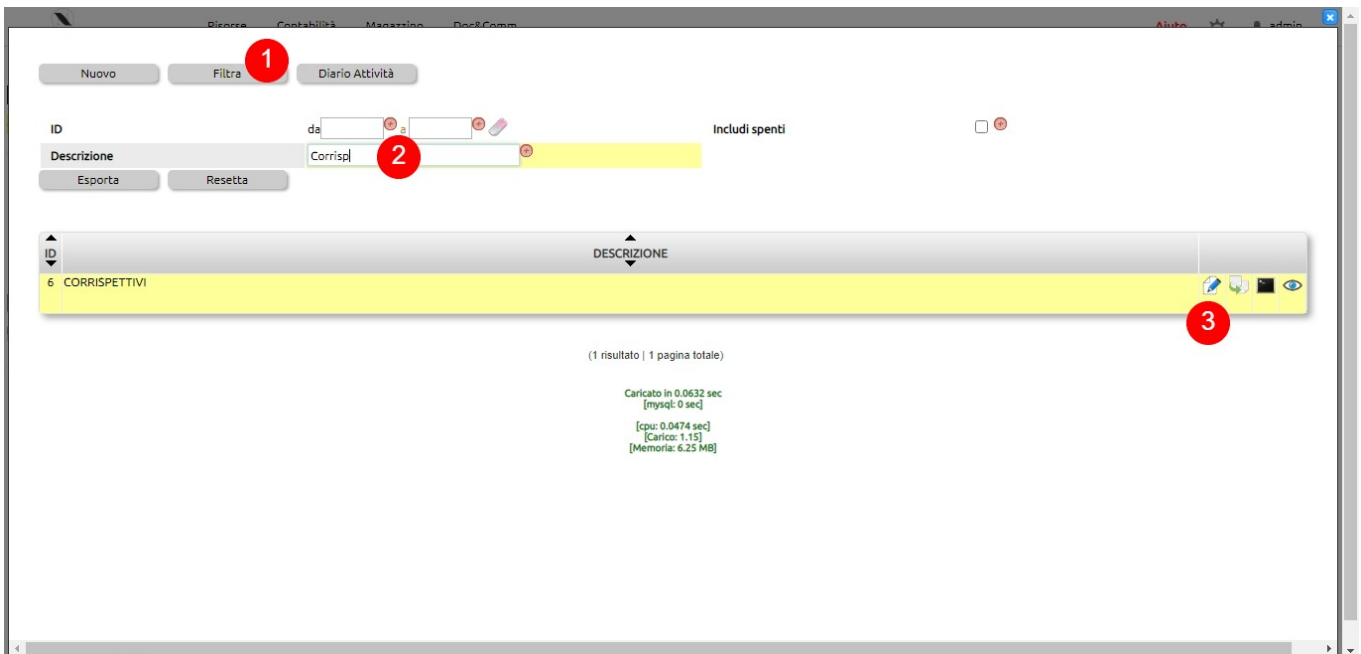 Risorse Contabilità Magazzino Doc&Comm Aiuto admin
1
Nuovo Filtra Diario Attività
ID da a Includi spenti
2
Descrizione Corrisp
Esporta Resetta
ID DESCRIZIONE
6 CORRISPETTIVI
3
(1 risultato | 1 pagina totale)
Caricato in 0.0632 sec
[mysql: 0 sec]
[cpu: 0.0474 sec]
[Carico: 1.15]
[Memoria: 6.25 MB]